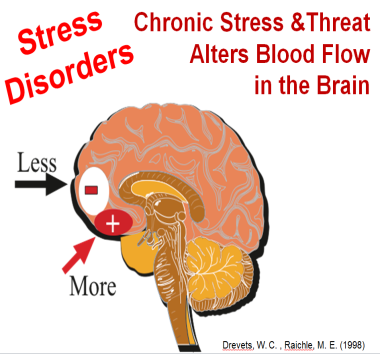 Stress
Disorders
Chronic Stress &Threat
Alters Blood Flow
in the Brain
Less
-
+
More
Drevets, W. C. , Raichle, M. E. (1998)